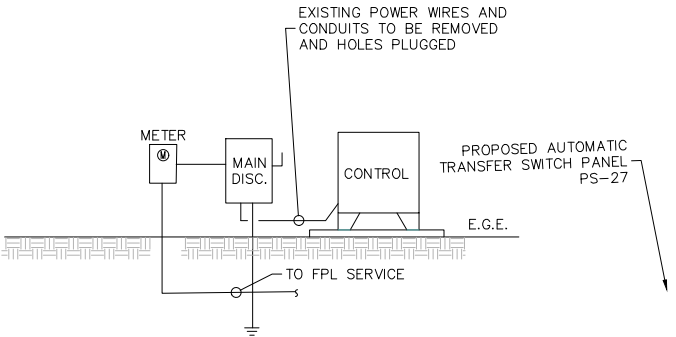 EXISTING POWER WIRES AND
CONDUITS TO BE REMOVED
AND HOLES PLUGGED
METER
M
MAIN
DISC.
CONTROL
PROPOSED AUTOMATIC
TRANSFER SWITCH PANEL
PS-27
E.G.E.
TO FPL SERVICE